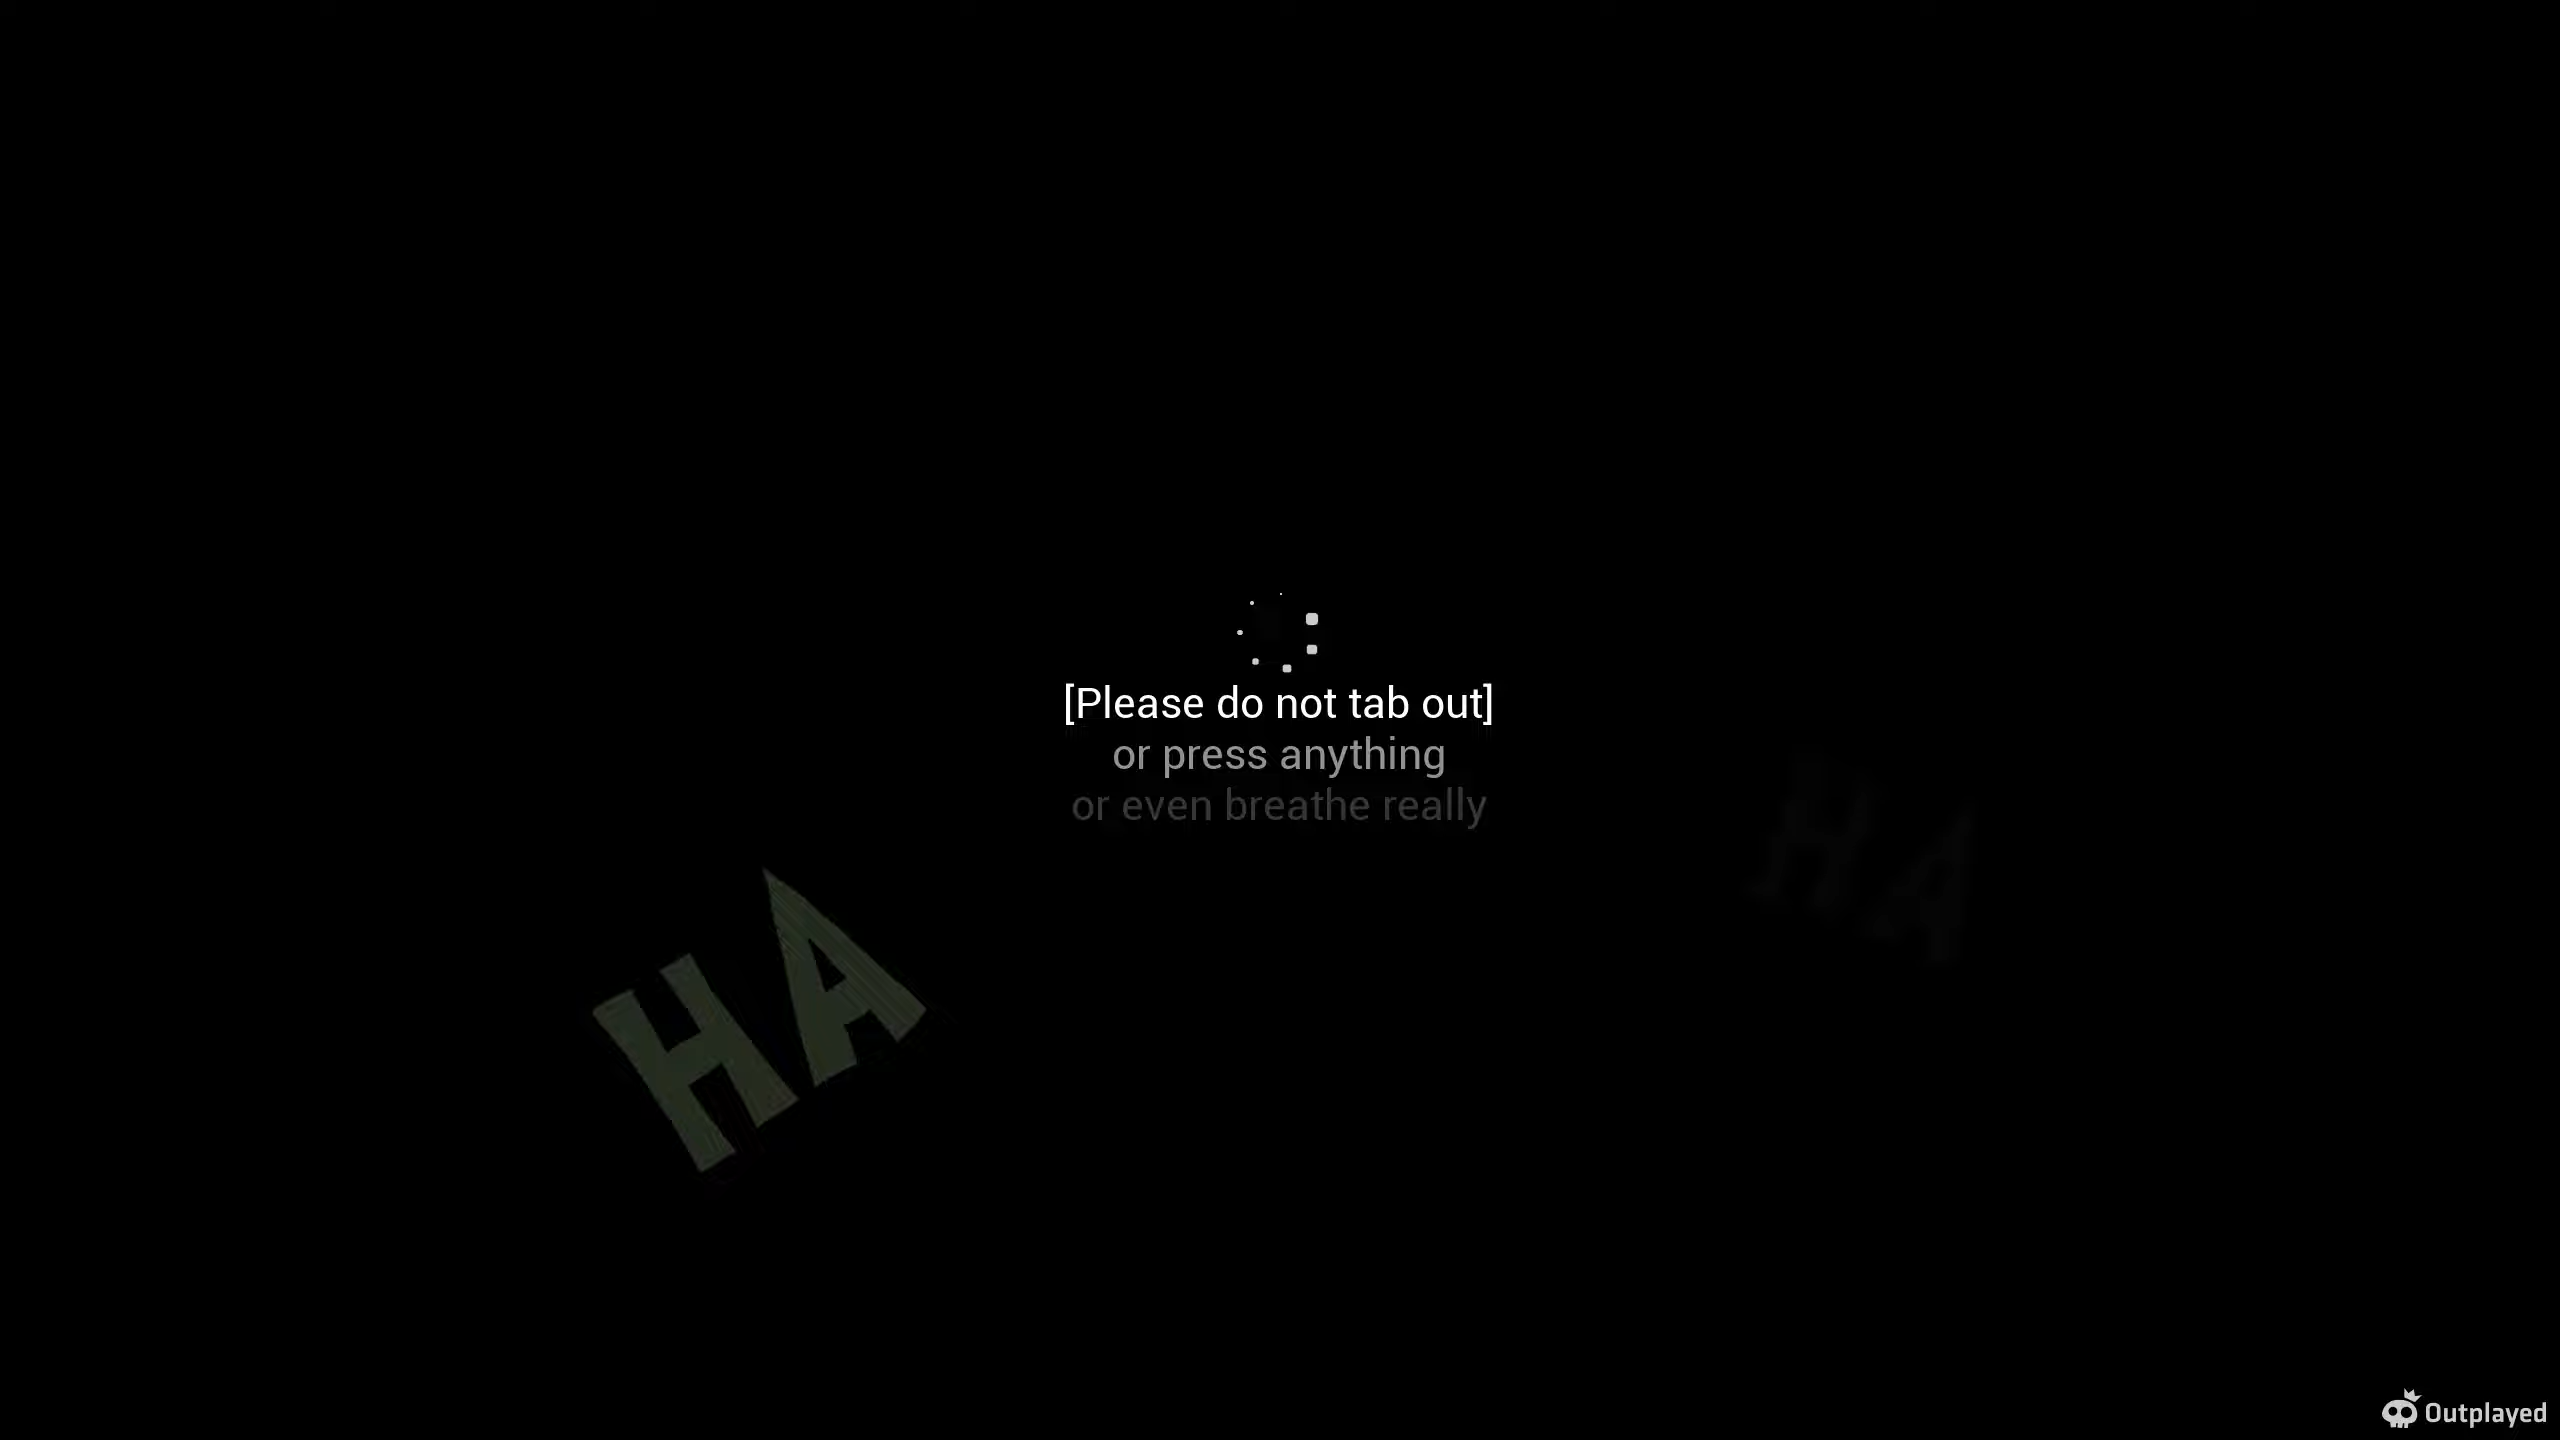 [Please do not tab out]
or press anything
or even breathe really
HA
HA
Outplayed